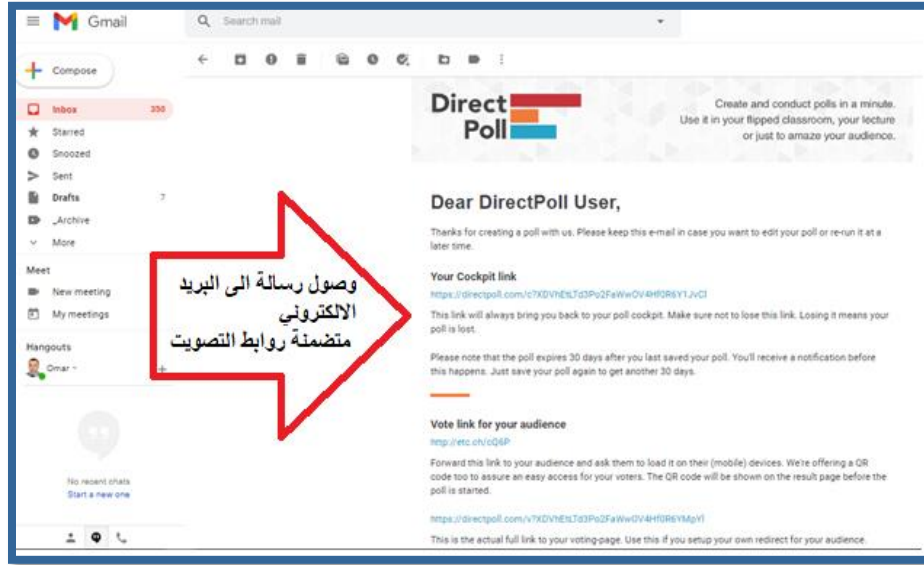 Gmail
Search mail
Compose
Inbox 350
Starred
Snoozed
Sent
Drafts 7
_Archive
More
Meet
New meeting
My meetings
Hangouts
Omar
No recent chats
Start a new one
وصول رسالة الى البريد
الالكتروني
متضمنة روابط التصويت
Direct
Poll
Create and conduct polls in a minute.
Use it in your flipped classroom, your lecture
or just to amaze your audience.
Dear DirectPoll User,
Thanks for creating a poll with us. Please keep this e-mail in case you want to edit your poll or re-run it at a
later time.
Your Cockpit link
This link will always bring you back to your poll cockpit. Make sure not to lose this link. Losing it means your
poll is lost.
Please note that the poll expires 30 days after you last saved your poll. You'll receive a notification before
this happens. Just save your poll again to get another 30 days.
Vote link for your audience
http://etc.ch/cQ6P
Forward this link to your audience and ask them to load it on their (mobile) devices. We're offering a QR
code too to assure an easy access for your voters. The QR code will be shown on the result page before the
poll is started.
This is the actual full link to your voting-page. Use this if you setup your own redirect for your audience.